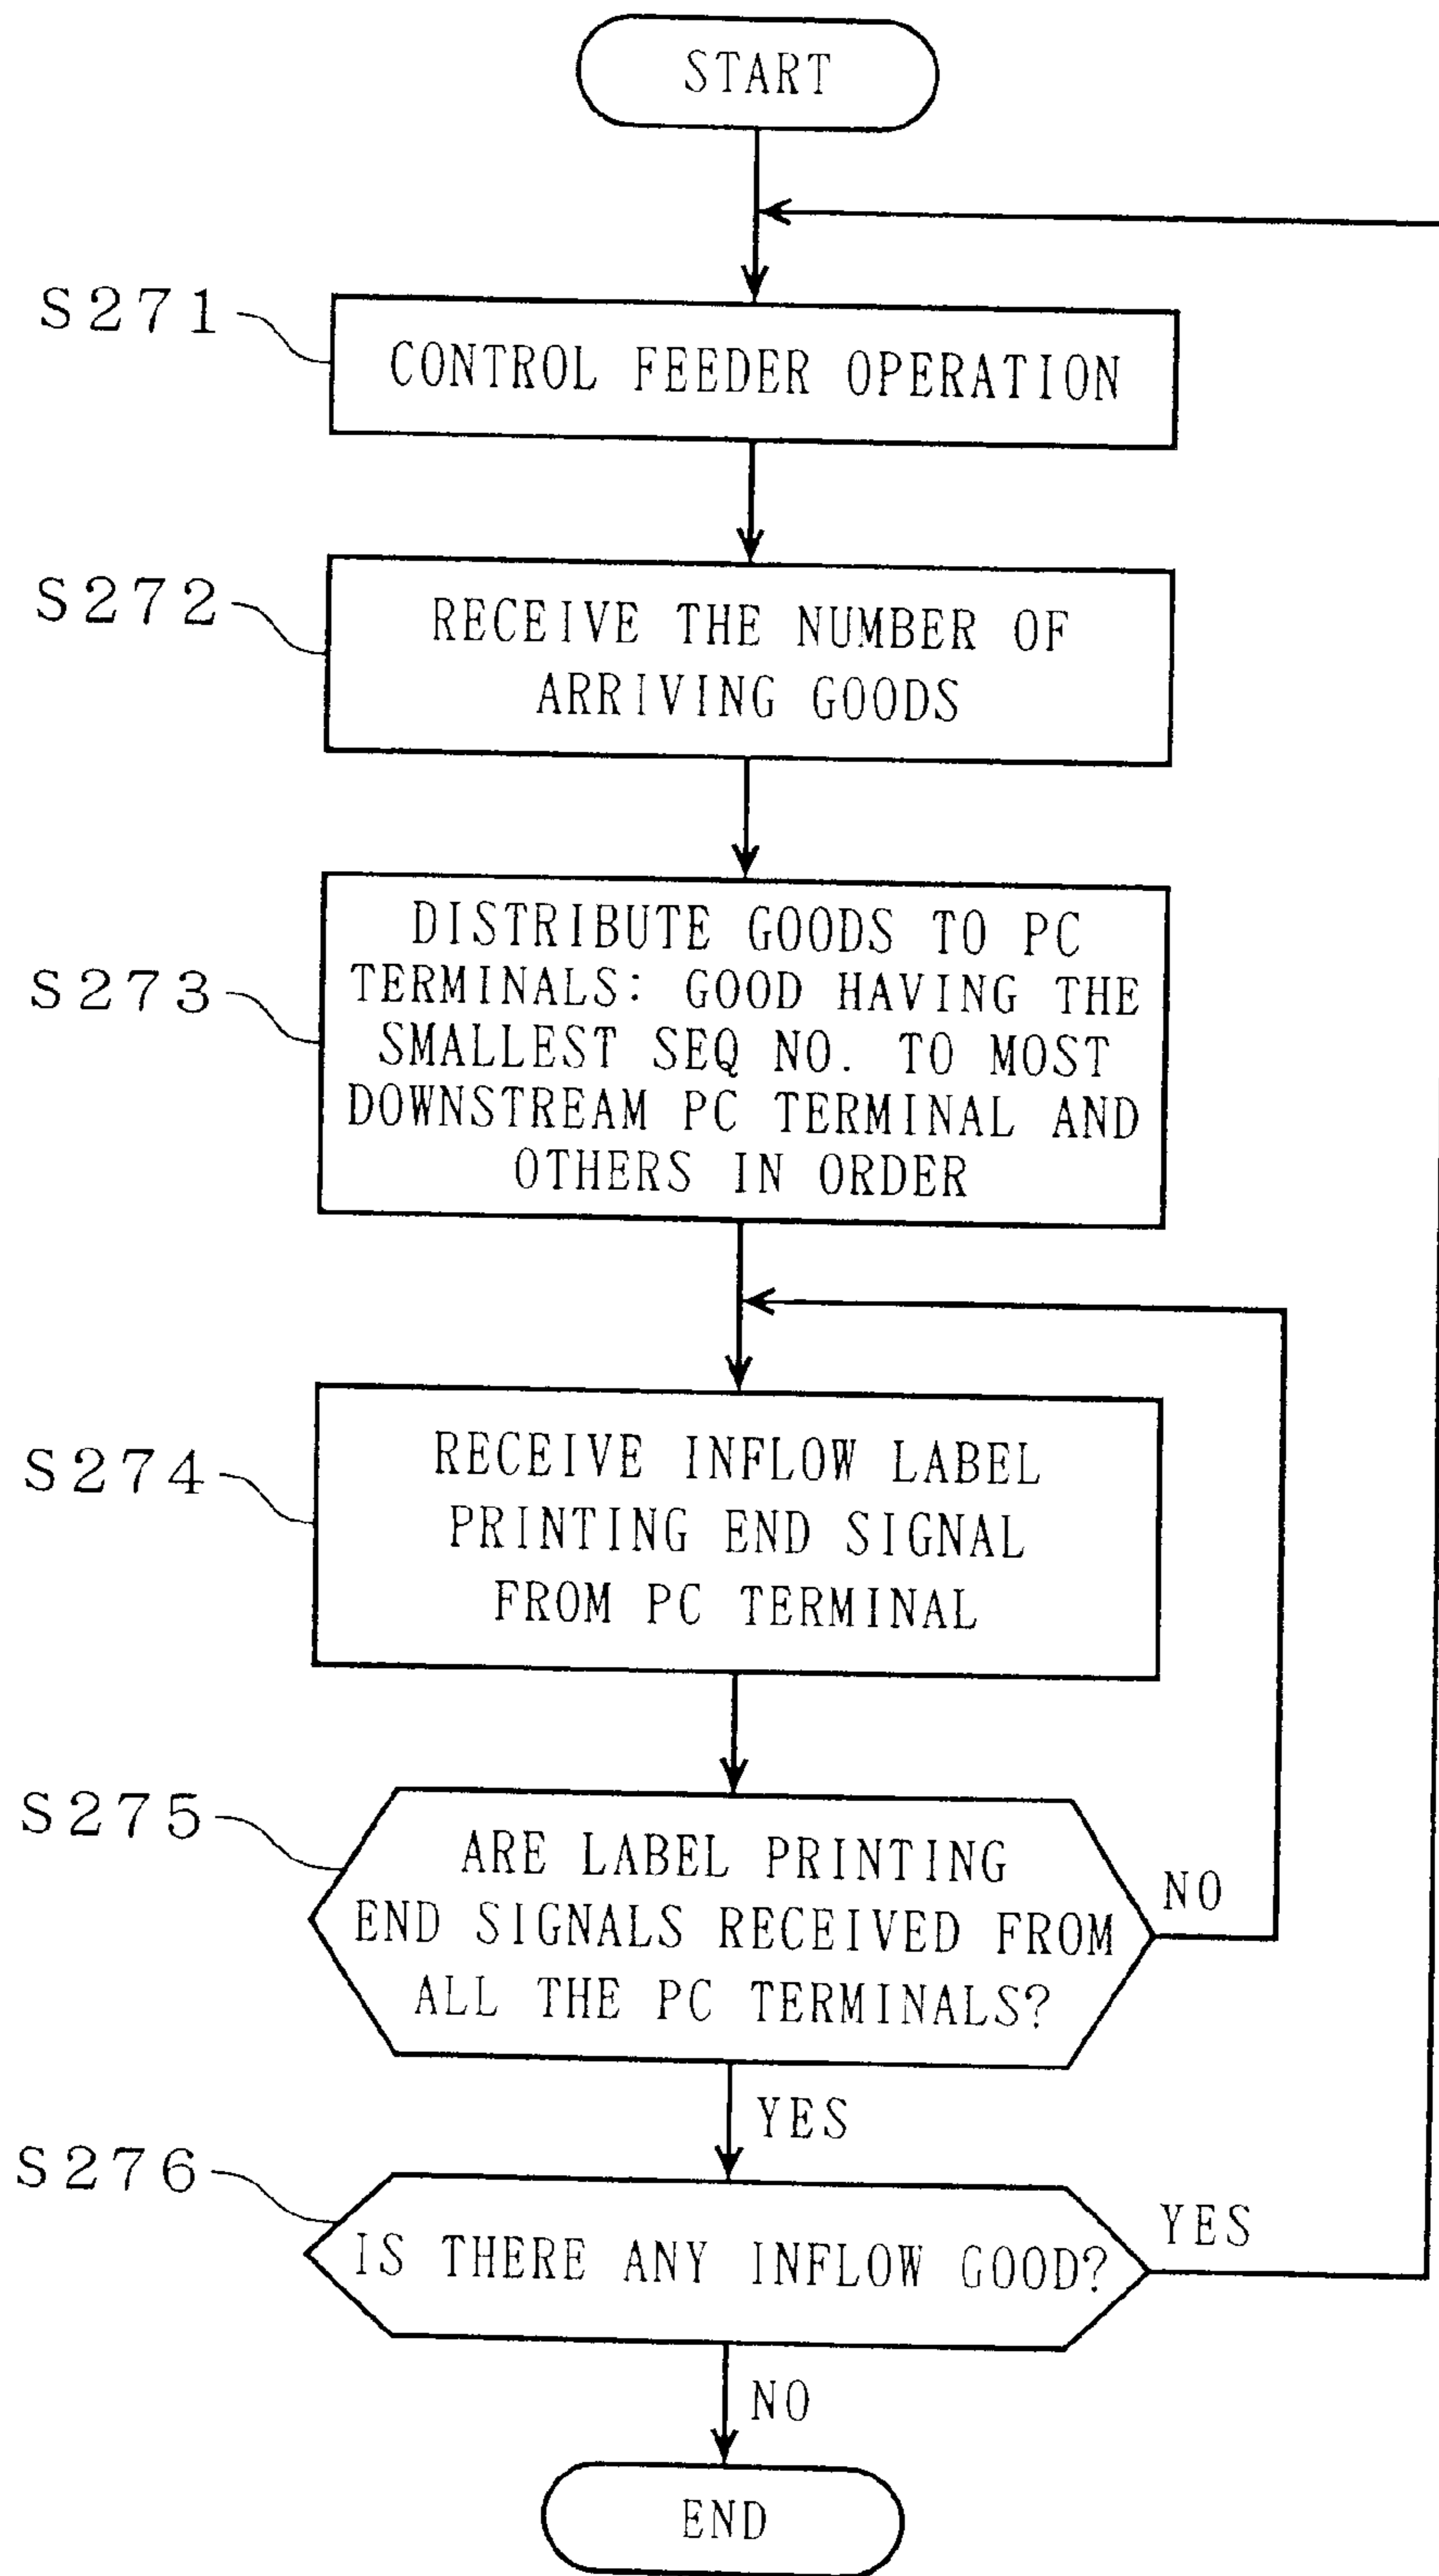 START
S271
CONTROL FEEDER OPERATION
S272
RECEIVE THE NUMBER OF
ARRIVING GOODS
S273
DISTRIBUTE GOODS TO PC
TERMINALS: GOOD HAVING THE
SMALLEST SEQ NO. TO MOST
DOWNSTREAM PC TERMINAL AND
OTHERS IN ORDER
S274
RECEIVE INFLOW LABEL
PRINTING END SIGNAL
FROM PC TERMINAL
S275
ARE LABEL PRINTING
END SIGNALS RECEIVED FROM
ALL THE PC TERMINALS?
NO
YES
S276
IS THERE ANY INFLOW GOOD?
YES
NO
END